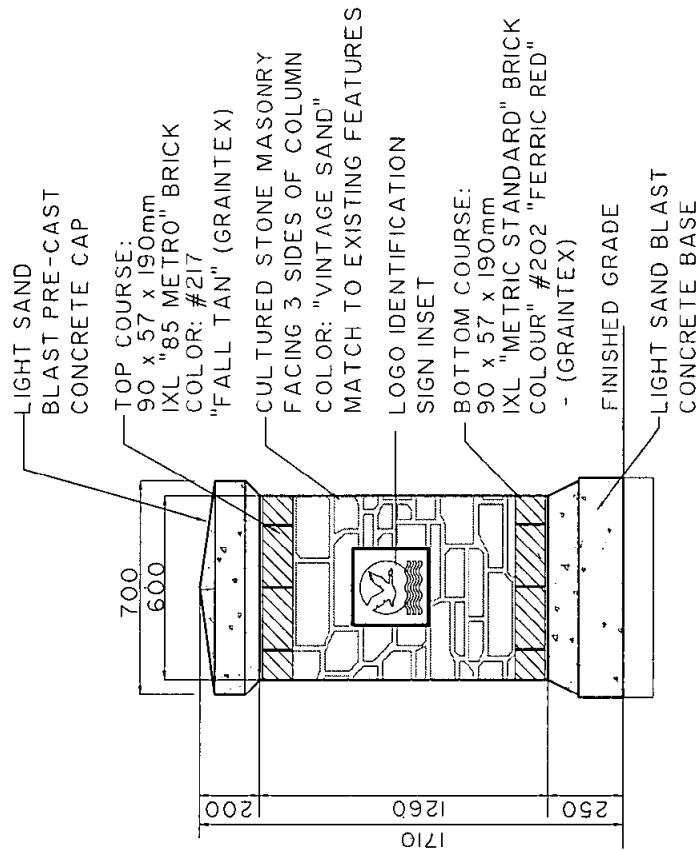 700
600
200
1260
250
1710
LIGHT SAND
BLAST PRE-CAST
CONCRETE CAP
TOP COURSE:
90 x 57 x 190mm
IXL "85 METRO" BRICK
COLOR: #217
"FALL TAN" (GRAINTEX)
CULTURED STONE MASONRY
FACING 3 SIDES OF COLUMN
COLOR: "VINTAGE SAND"
MATCH TO EXISTING FEATURES
LOGO IDENTIFICATION
SIGN INSET
BOTTOM COURSE:
90 x 57 x 190mm
IXL "METRIC STANDARD" BRICK
COLOUR" #202 "FERRIC RED"
- (GRAINTEX)
FINISHED GRADE
LIGHT SAND BLAST
CONCRETE BASE